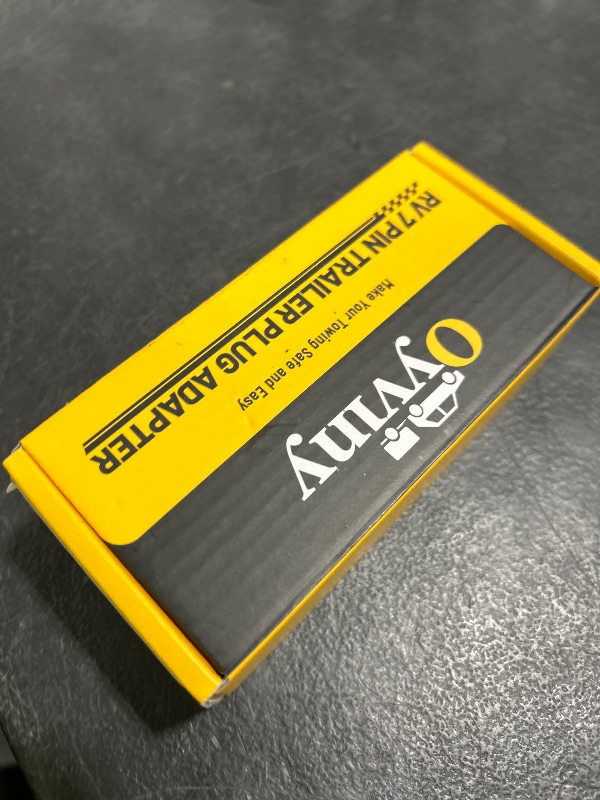 Oyviny
Make Your Towing Safe and Easy
RV 7 PIN TRAILER PLUG ADAPTER